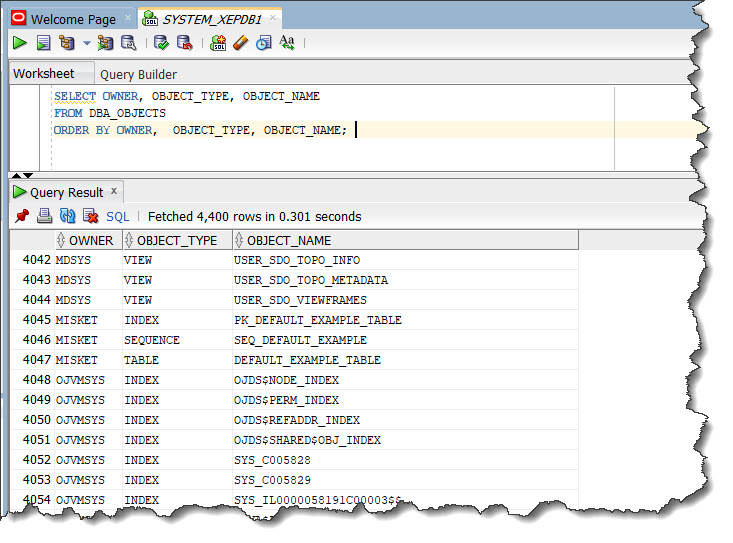 Welcome Page × SYSTEM_XEPDB1 ×
SQL
Aa
Worksheet Query Builder
SELECT OWNER, OBJECT_TYPE, OBJECT_NAME
FROM DBA_OBJECTS
ORDER BY OWNER,  OBJECT_TYPE, OBJECT_NAME;
Query Result ×
SQL | Fetched 4,400 rows in 0.301 seconds
OWNER OBJECT_TYPE OBJECT_NAME
4042 MDSYS VIEW USER_SDO_TOPO_INFO
4043 MDSYS VIEW USER_SDO_TOPO_METADATA
4044 MDSYS VIEW USER_SDO_VIEWFRAMES
4045 MISKET INDEX PK_DEFAULT_EXAMPLE_TABLE
4046 MISKET SEQUENCE SEQ_DEFAULT_EXAMPLE
4047 MISKET TABLE DEFAULT_EXAMPLE_TABLE
4048 OJVMSYS INDEX OJDS$NODE_INDEX
4049 OJVMSYS INDEX OJDS$PERM_INDEX
4050 OJVMSYS INDEX OJDS$REFADDR_INDEX
4051 OJVMSYS INDEX OJDS$SHARED$OBJ_INDEX
4052 OJVMSYS INDEX SYS_C005828
4053 OJVMSYS INDEX SYS_C005829
4054 OJVMSYS INDEX SYS_IL0000058191C00003$$